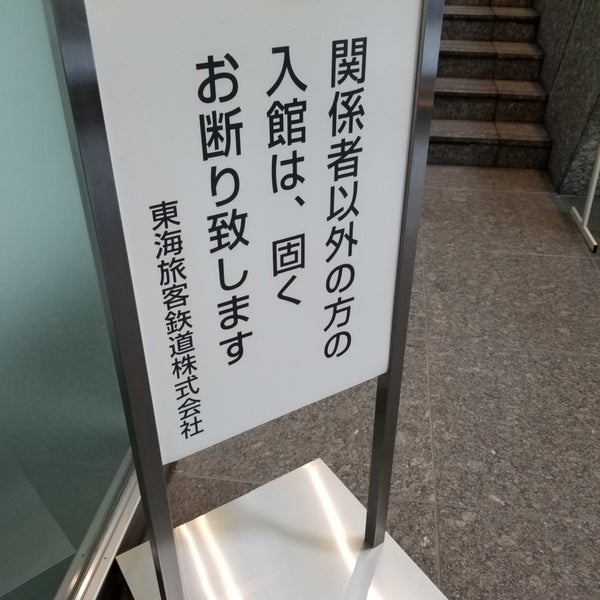 関係者以外の方の
入館は、固く
お断り致します
東海旅客鉄道株式会社